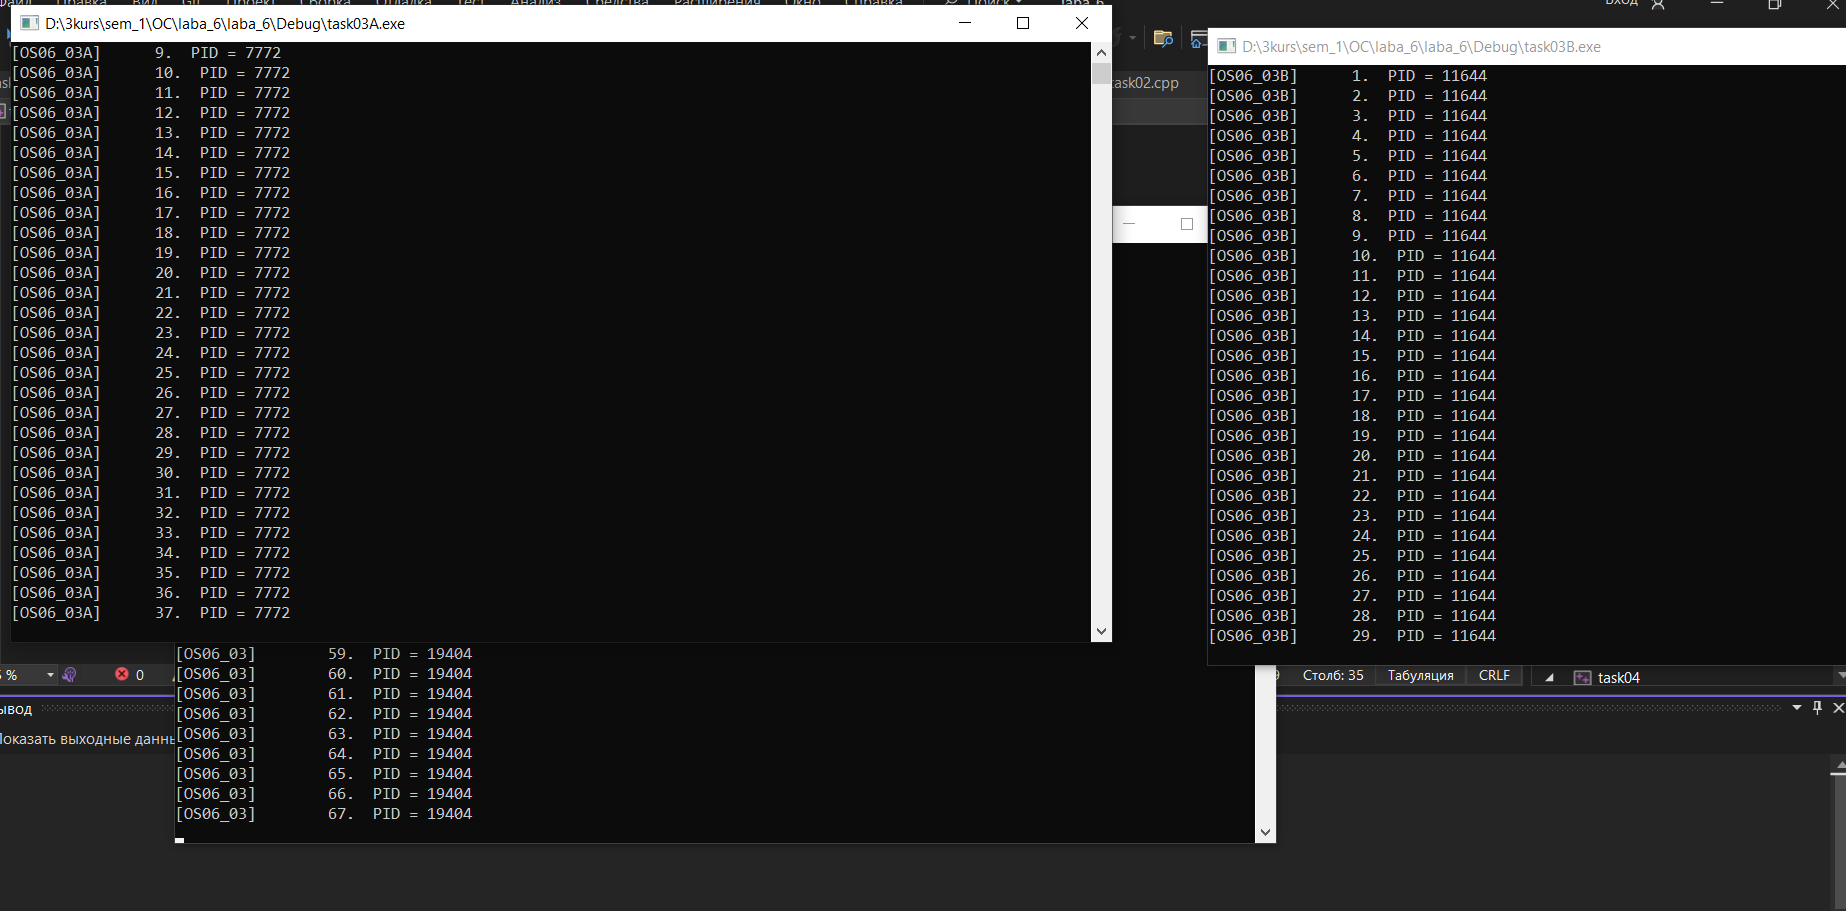 D:\3kurs\sem_1\OC\laba_6\laba_6\Debug\task03A.exe
[OS06_03A] 9. PID = 7772
[OS06_03A] 10. PID = 7772
[OS06_03A] 11. PID = 7772
[OS06_03A] 12. PID = 7772
[OS06_03A] 13. PID = 7772
[OS06_03A] 14. PID = 7772
[OS06_03A] 15. PID = 7772
[OS06_03A] 16. PID = 7772
[OS06_03A] 17. PID = 7772
[OS06_03A] 18. PID = 7772
[OS06_03A] 19. PID = 7772
[OS06_03A] 20. PID = 7772
[OS06_03A] 21. PID = 7772
[OS06_03A] 22. PID = 7772
[OS06_03A] 23. PID = 7772
[OS06_03A] 24. PID = 7772
[OS06_03A] 25. PID = 7772
[OS06_03A] 26. PID = 7772
[OS06_03A] 27. PID = 7772
[OS06_03A] 28. PID = 7772
[OS06_03A] 29. PID = 7772
[OS06_03A] 30. PID = 7772
[OS06_03A] 31. PID = 7772
[OS06_03A] 32. PID = 7772
[OS06_03A] 33. PID = 7772
[OS06_03A] 34. PID = 7772
[OS06_03A] 35. PID = 7772
[OS06_03A] 36. PID = 7772
[OS06_03A] 37. PID = 7772
D:\3kurs\sem_1\OC\laba_6\laba_6\Debug\task03B.exe
[OS06_03B] 1. PID = 11644
[OS06_03B] 2. PID = 11644
[OS06_03B] 3. PID = 11644
[OS06_03B] 4. PID = 11644
[OS06_03B] 5. PID = 11644
[OS06_03B] 6. PID = 11644
[OS06_03B] 7. PID = 11644
[OS06_03B] 8. PID = 11644
[OS06_03B] 9. PID = 11644
[OS06_03B] 10. PID = 11644
[OS06_03B] 11. PID = 11644
[OS06_03B] 12. PID = 11644
[OS06_03B] 13. PID = 11644
[OS06_03B] 14. PID = 11644
[OS06_03B] 15. PID = 11644
[OS06_03B] 16. PID = 11644
[OS06_03B] 17. PID = 11644
[OS06_03B] 18. PID = 11644
[OS06_03B] 19. PID = 11644
[OS06_03B] 20. PID = 11644
[OS06_03B] 21. PID = 11644
[OS06_03B] 22. PID = 11644
[OS06_03B] 23. PID = 11644
[OS06_03B] 24. PID = 11644
[OS06_03B] 25. PID = 11644
[OS06_03B] 26. PID = 11644
[OS06_03B] 27. PID = 11644
[OS06_03B] 28. PID = 11644
[OS06_03B] 29. PID = 11644
ask02.cpp
[OS06_03] 59. PID = 19404
[OS06_03] 60. PID = 19404
[OS06_03] 61. PID = 19404
[OS06_03] 62. PID = 19404
[OS06_03] 63. PID = 19404
[OS06_03] 64. PID = 19404
[OS06_03] 65. PID = 19404
[OS06_03] 66. PID = 19404
[OS06_03] 67. PID = 19404
% 0
Столб: 35 Табуляция CRLF
task04
ывод
Показать выходные данн